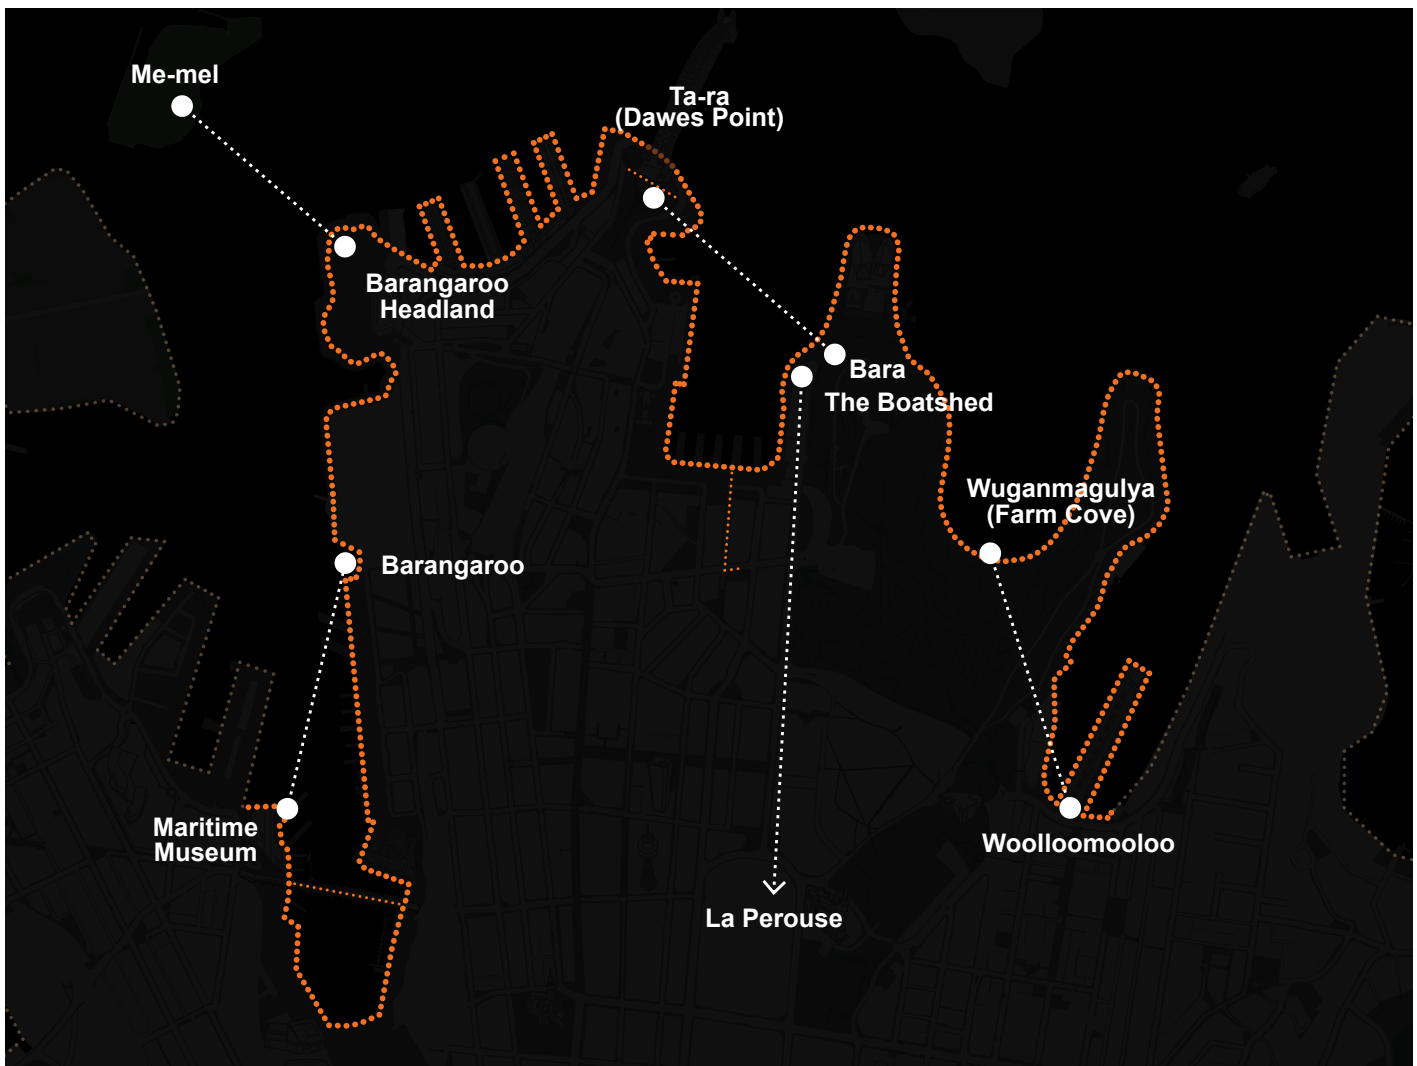 Me-mel
Ta-ra
(Dawes Point)
Barangaroo
Headland
Bara
The Boatshed
Wuganmagulya
(Farm Cove)
Barangaroo
Maritime
Museum
Woolloomooloo
La Perouse